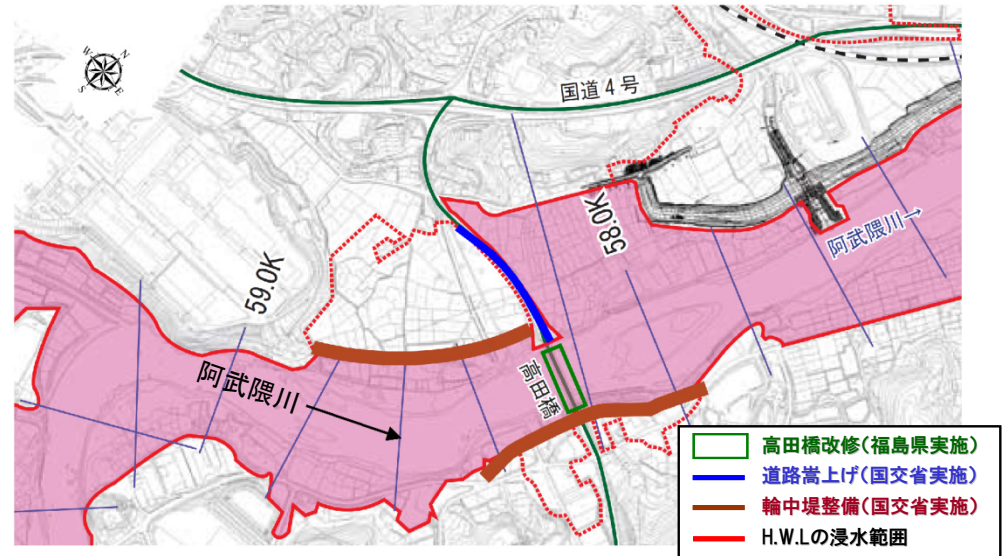 W N
S E
国道4号
58.0K
阿武隈川→
59.0K
阿武隈川
高田橋
高田橋改修(福島県実施)
道路嵩上げ(国交省実施)
輪中堤整備(国交省実施)
H.W.Lの浸水範囲